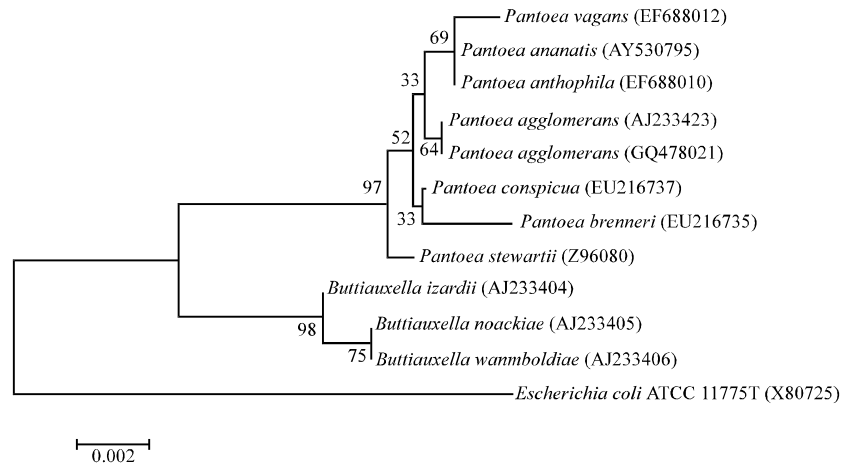 Pantoea vagans (EF688012)
69
Pantoea ananatis (AY530795)
33
Pantoea anthophila (EF688010)
Pantoea agglomerans (AJ233423)
52
64
Pantoea agglomerans (GQ478021)
97
Pantoea conspicua (EU216737)
33
Pantoea brenneri (EU216735)
Pantoea stewartii (Z96080)
Buttiauxella izardii (AJ233404)
98
Buttiauxella noackiae (AJ233405)
75
Buttiauxella wanmboldiae (AJ233406)
Escherichia coli ATCC 11775T (X80725)
0.002